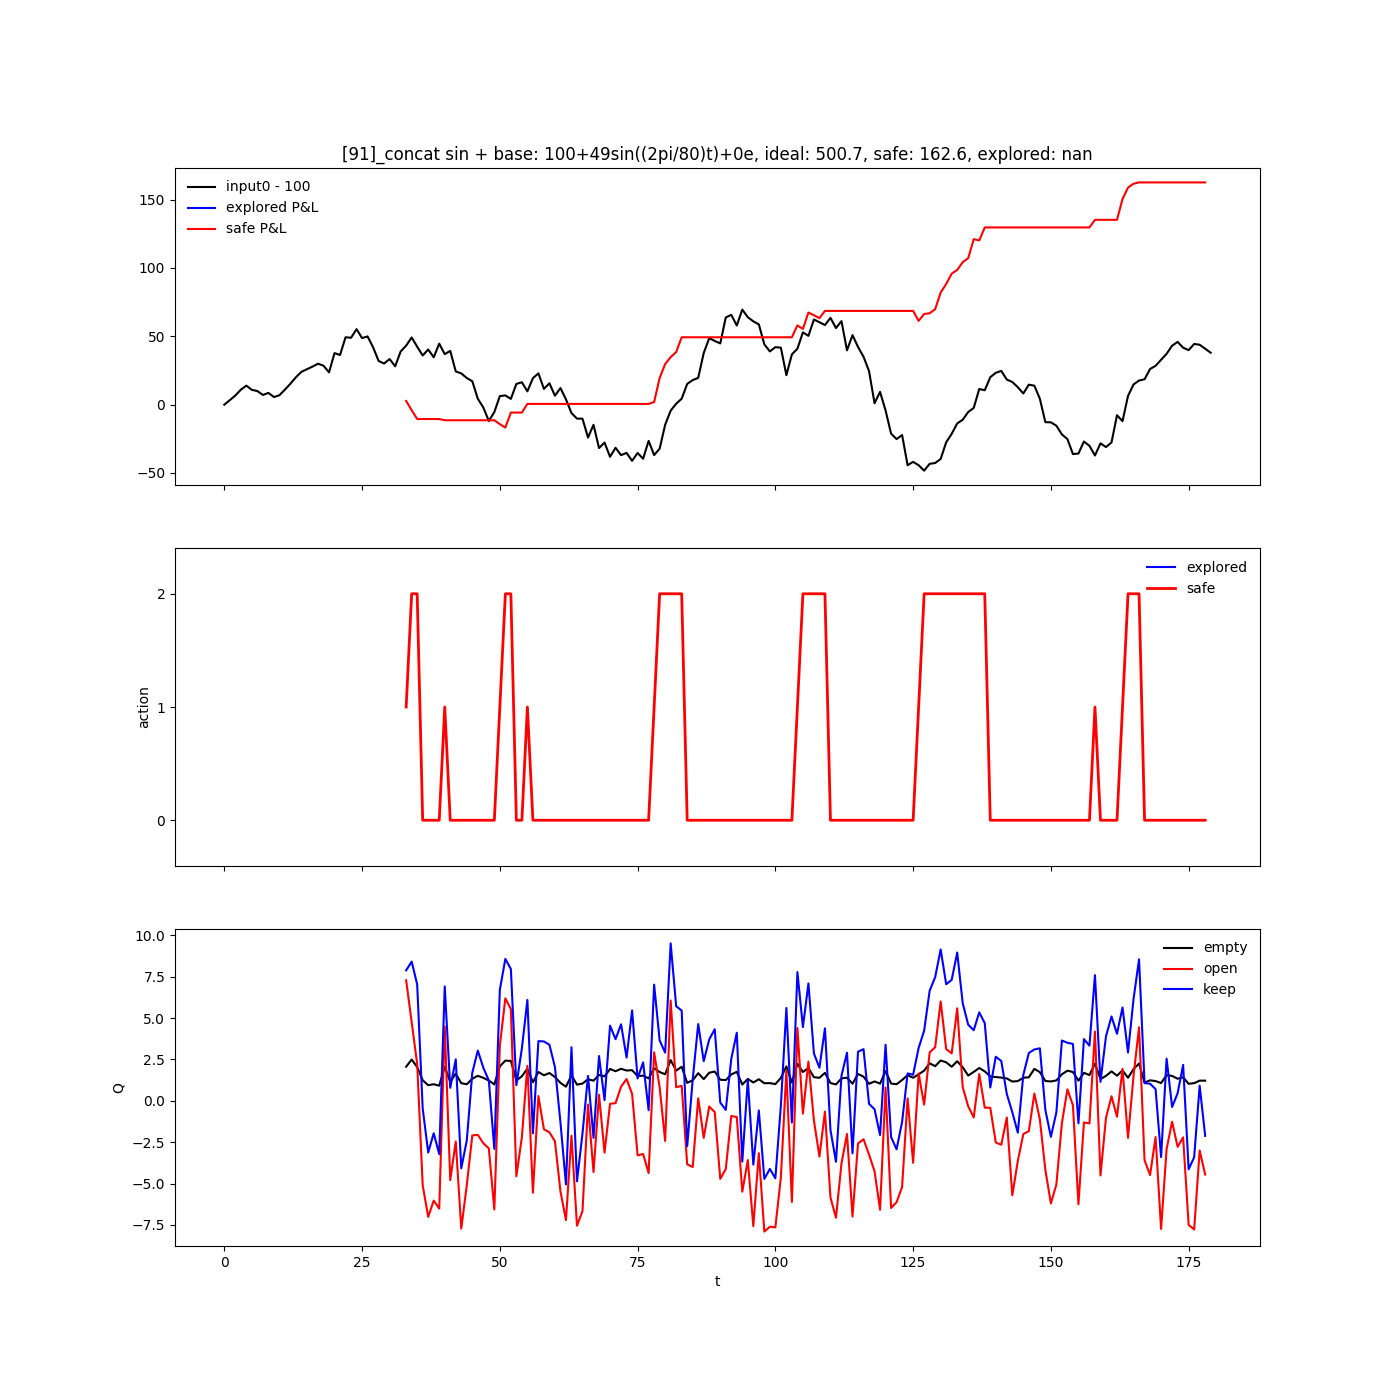 [91]_concat sin + base: 100+49sin((2pi/80)t)+0e, ideal: 500.7, safe: 162.6, explored: nan
input0 - 100
explored P&L
safe P&L
150
100
50
0
−50
explored
safe
2
1
0
action
empty
open
keep
10.0
7.5
5.0
2.5
0.0
−2.5
−5.0
−7.5
Q
0 25 50 75 100 125 150 175
t